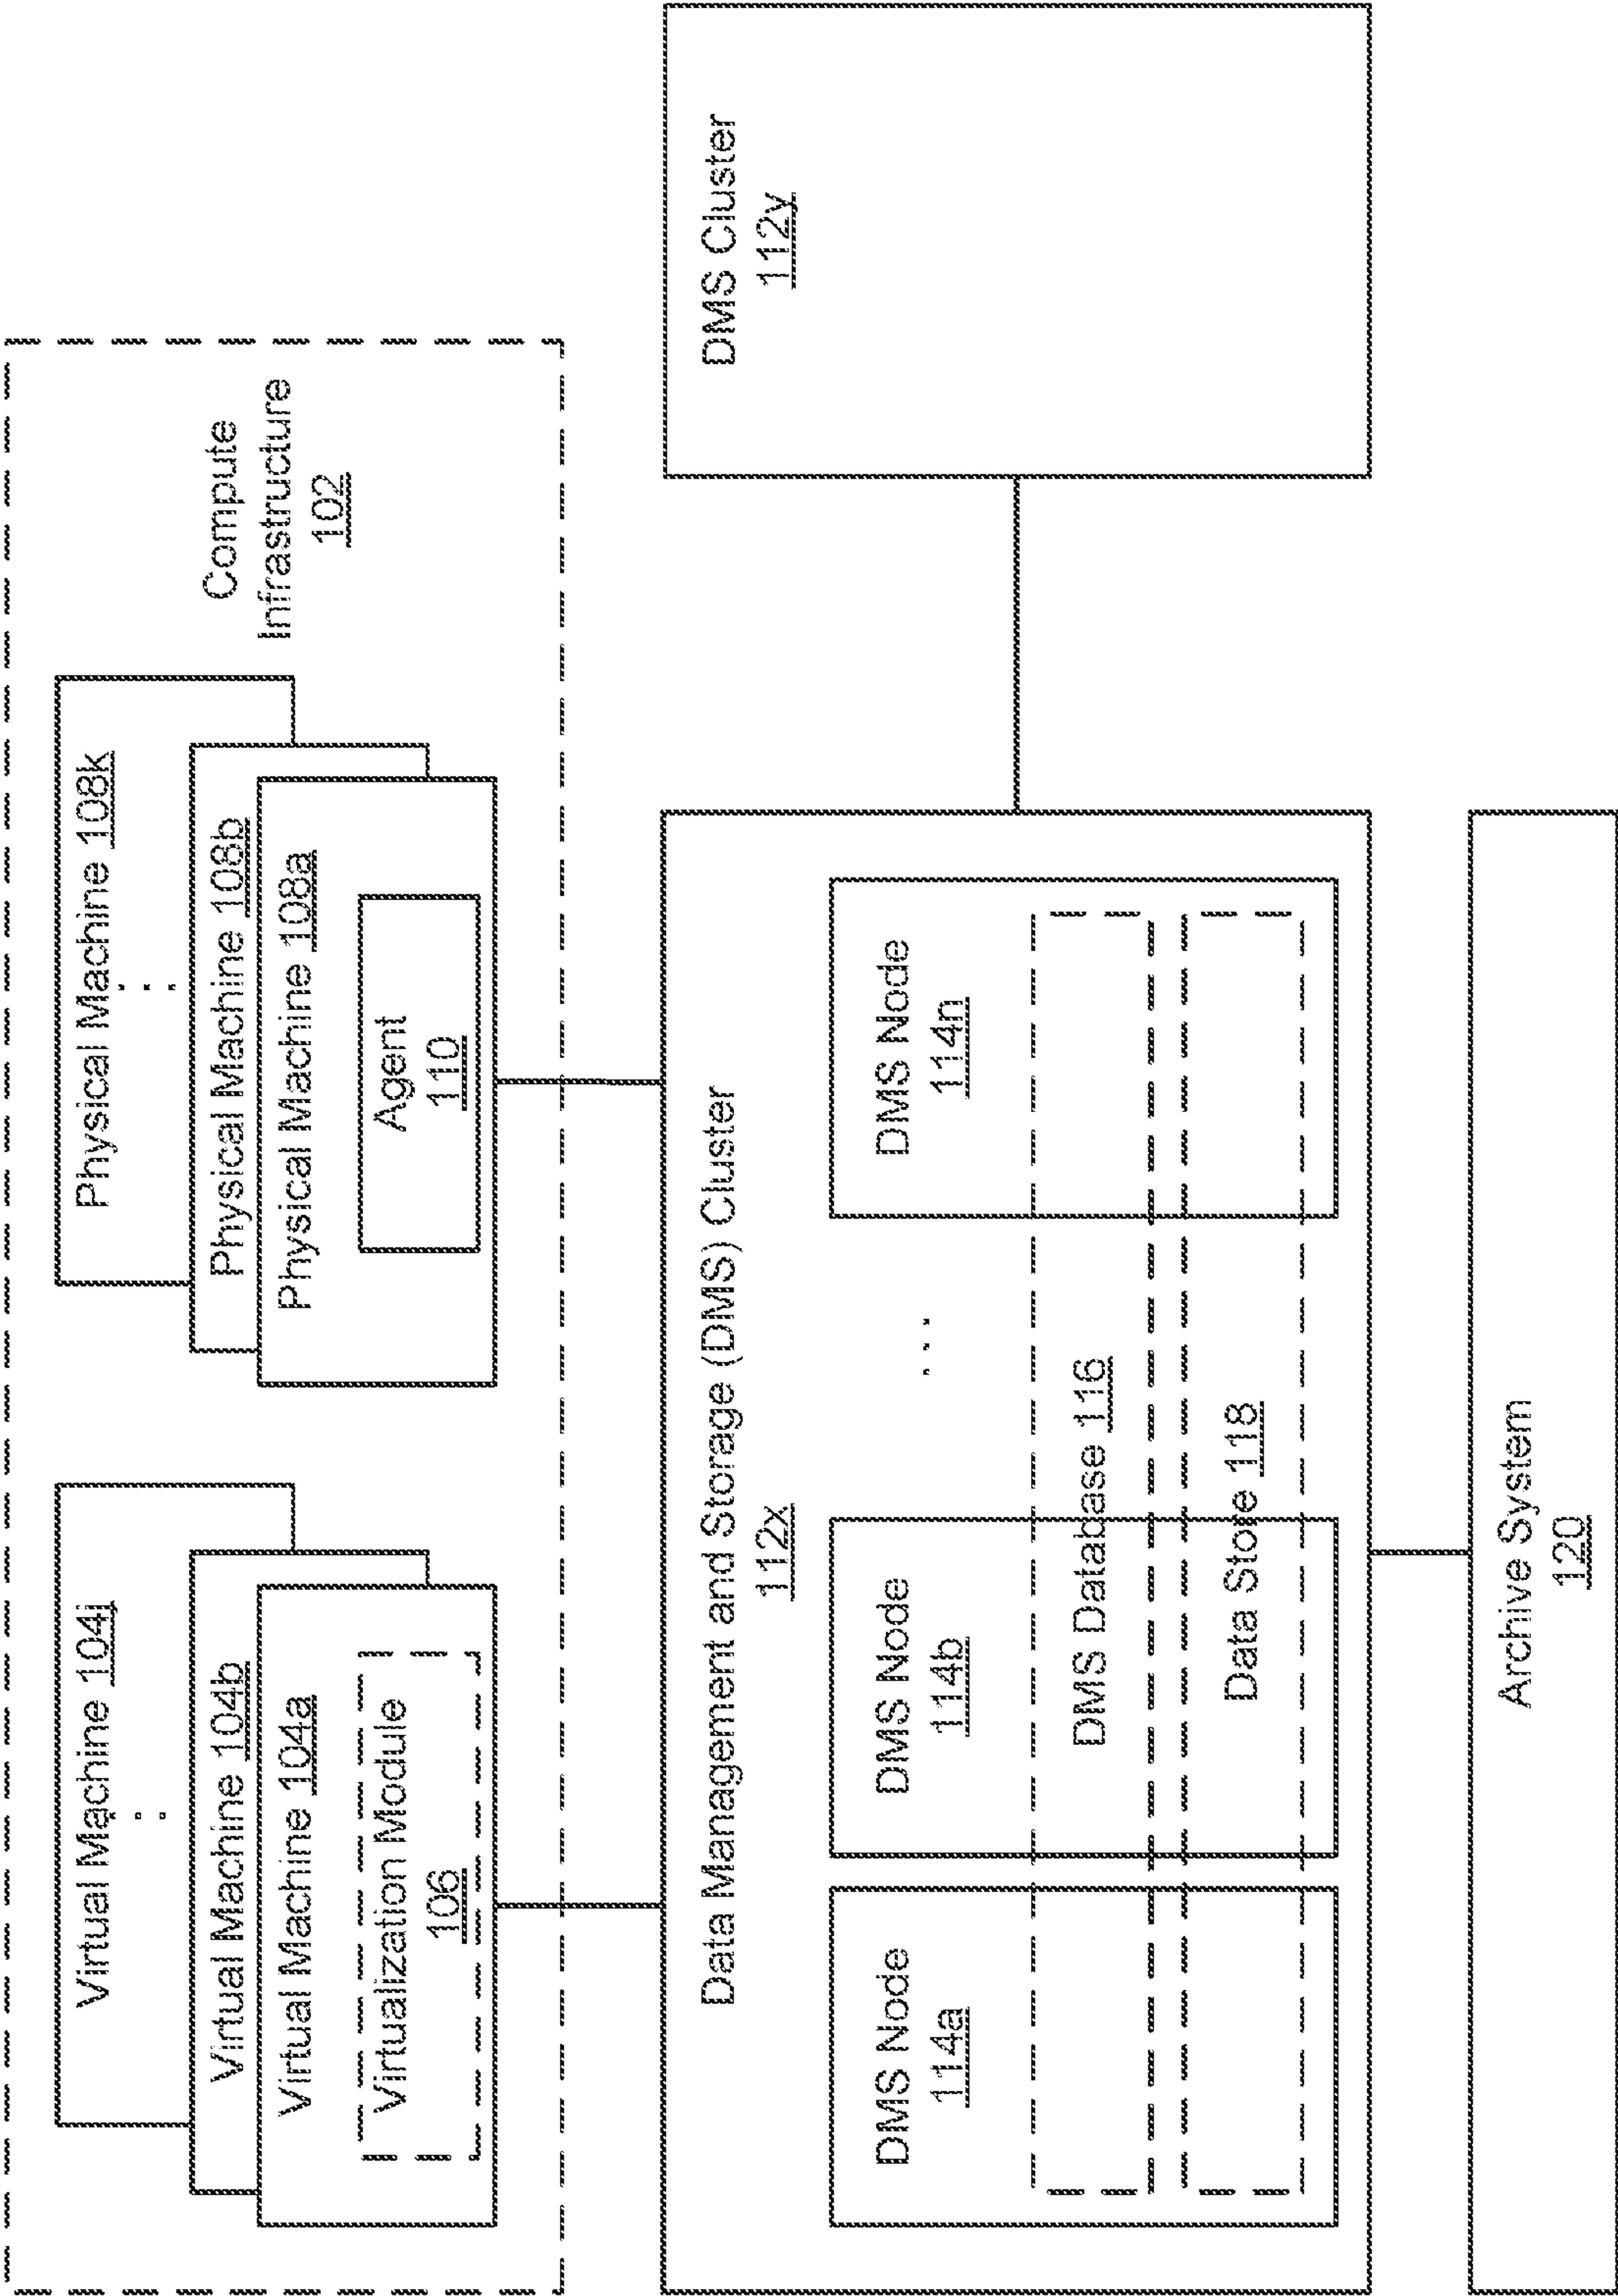 Virtual Machine 104j
Virtual Machine 104b
Virtual Machine 104a
Virtualization Module
106
Physical Machine 108k
Physical Machine 108b
Physical Machine 108a
Agent
110
Compute
Infrastructure
102
Data Management and Storage (DMS) Cluster
112x
DMS Node
114a
DMS Node
114b
...
DMS Node
114n
DMS Database 116
Data Store 118
DMS Cluster
112y
Archive System
120